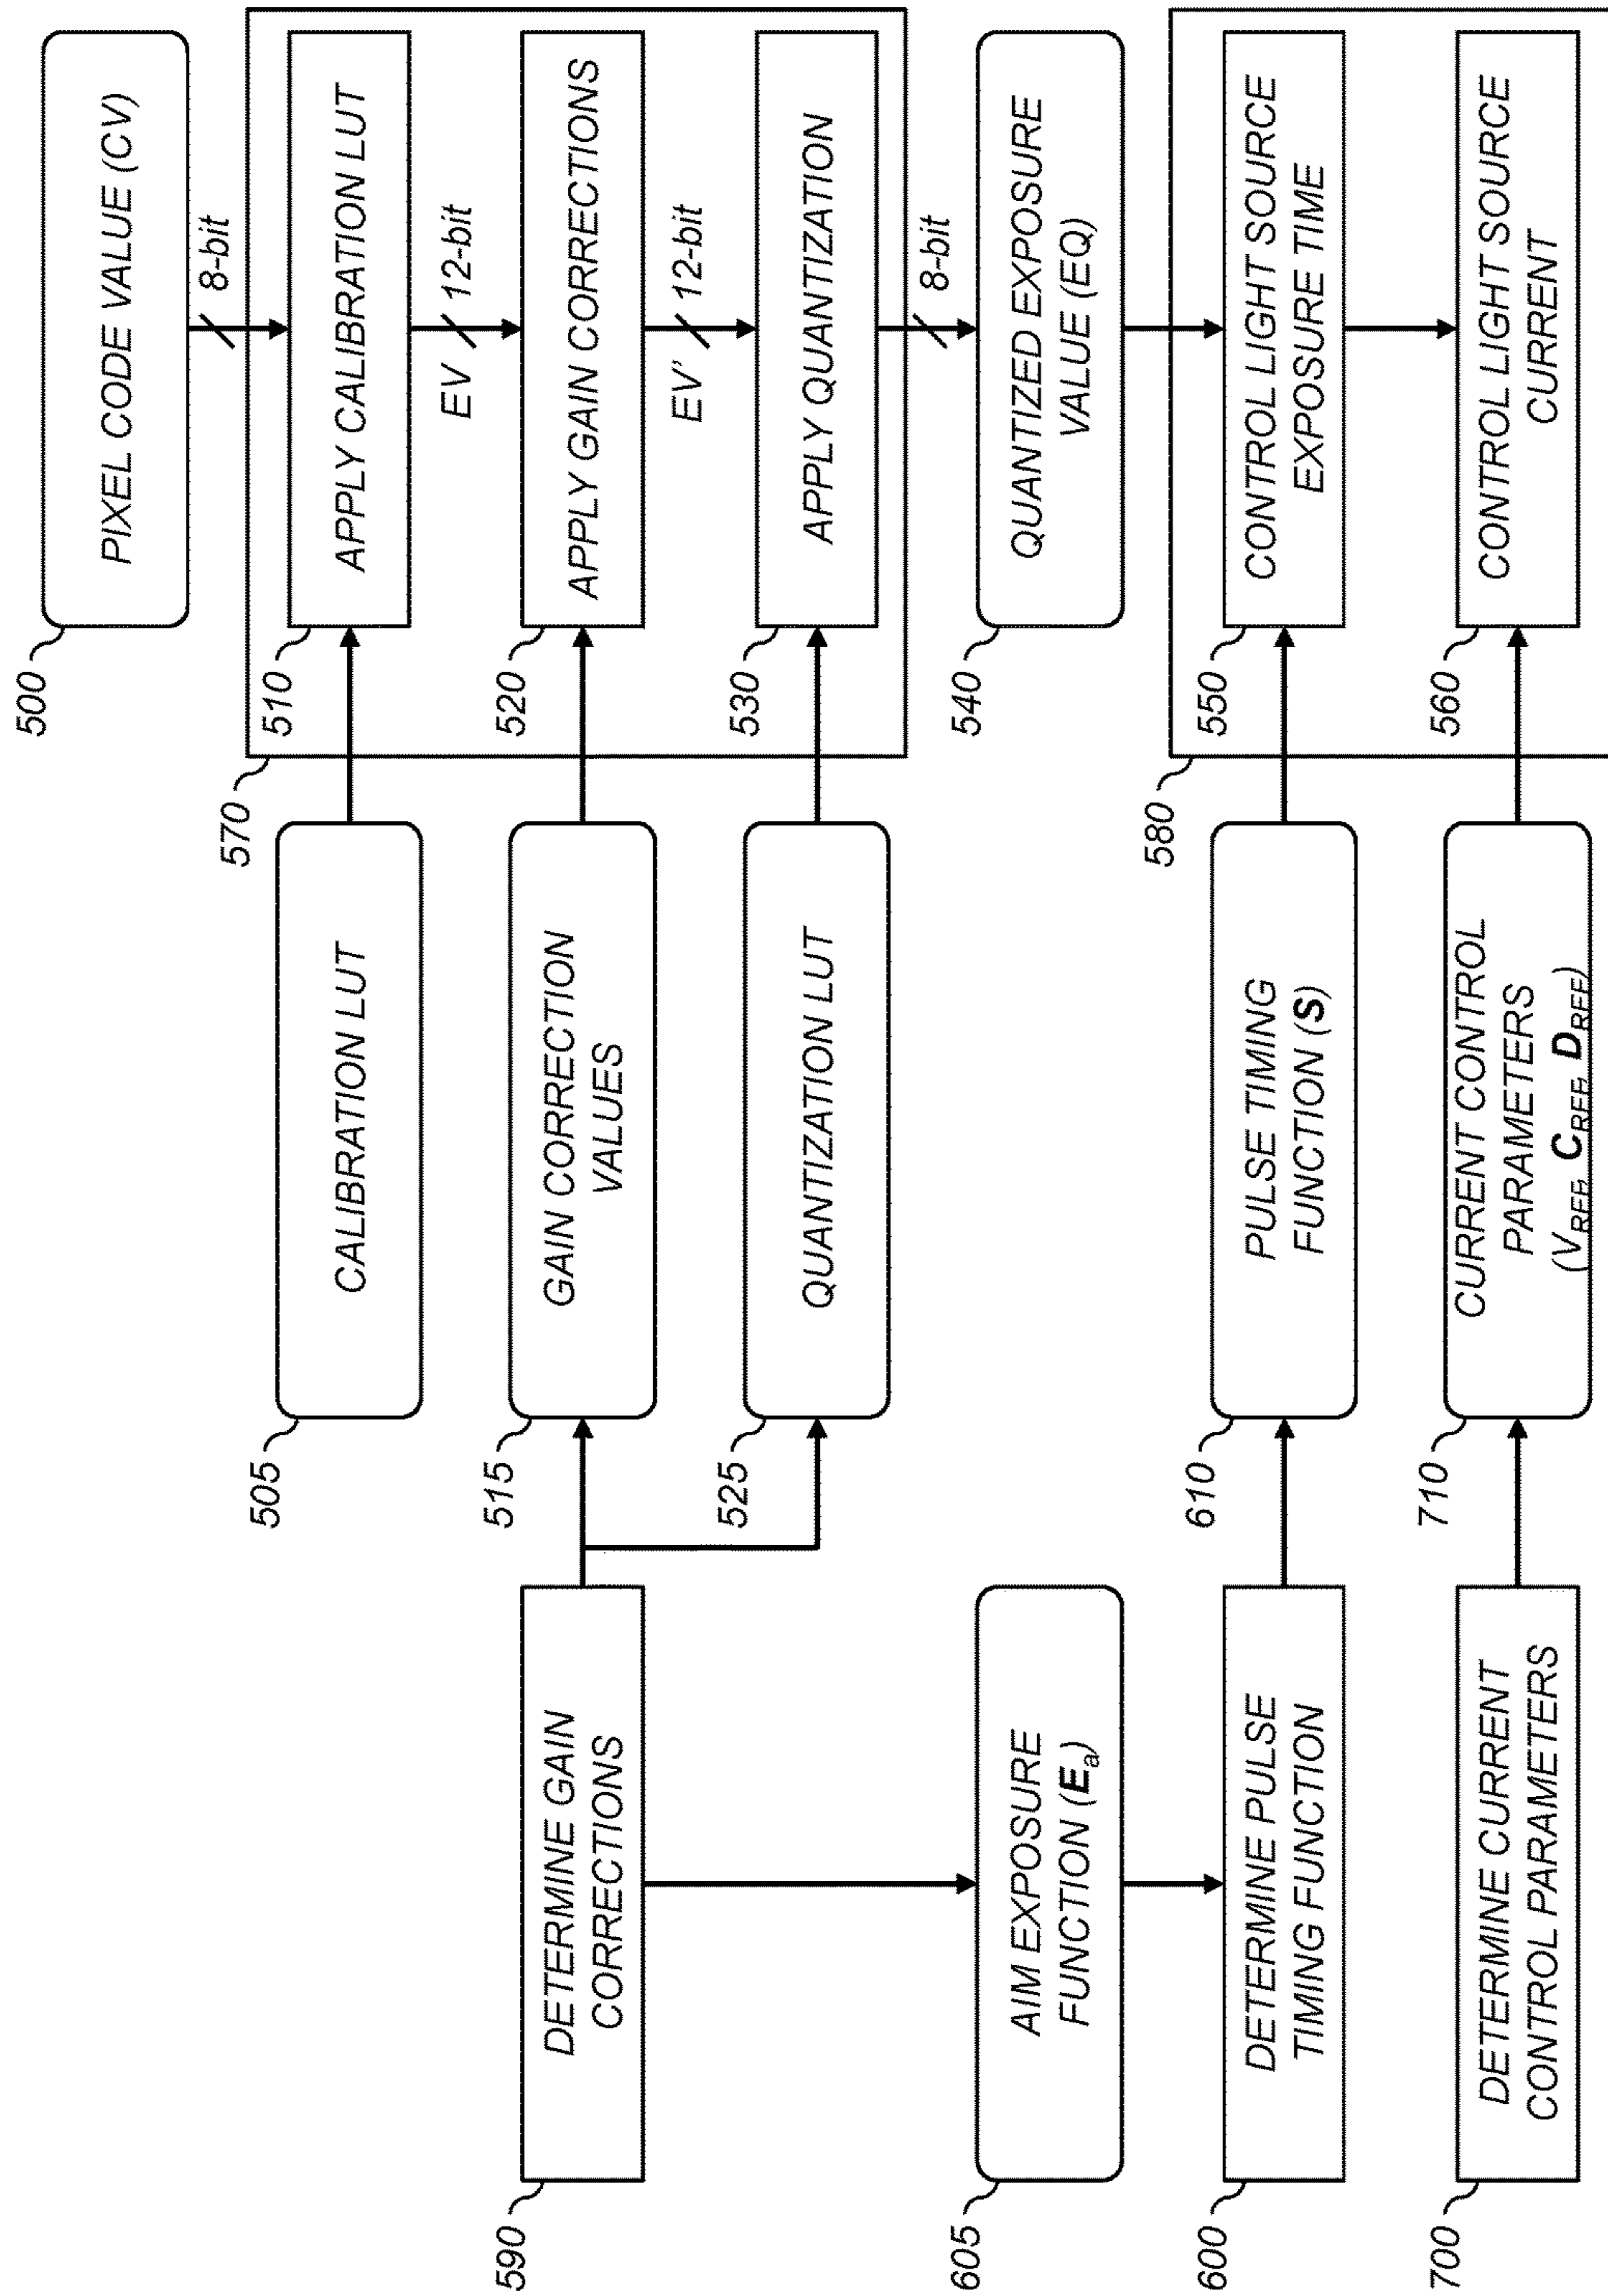 500
PIXEL CODE VALUE (CV)
8-bit
570
505
CALIBRATION LUT
510
APPLY CALIBRATION LUT
EV
12-bit
590
DETERMINE GAIN
CORRECTIONS
515
GAIN CORRECTION
VALUES
520
APPLY GAIN CORRECTIONS
EV'
12-bit
525
QUANTIZATION LUT
530
APPLY QUANTIZATION
8-bit
605
AIM EXPOSURE
FUNCTION (Ea)
540
QUANTIZED EXPOSURE
VALUE (EQ)
580
600
DETERMINE PULSE
TIMING FUNCTION
610
PULSE TIMING
FUNCTION (S)
550
CONTROL LIGHT SOURCE
EXPOSURE TIME
700
DETERMINE CURRENT
CONTROL PARAMETERS
710
CURRENT CONTROL
PARAMETERS
(VREF, CREF, DREF)
560
CONTROL LIGHT SOURCE
CURRENT